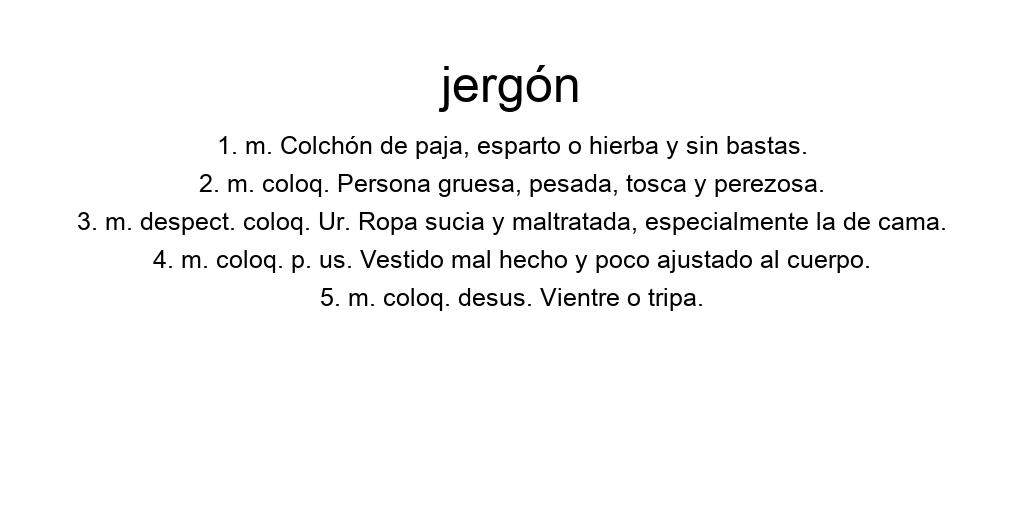 jergón
1. m. Colchón de paja, esparto o hierba y sin bastas.
2. m. coloq. Persona gruesa, pesada, tosca y perezosa.
3. m. despect. coloq. Ur. Ropa sucia y maltratada, especialmente la de cama.
4. m. coloq. p. us. Vestido mal hecho y poco ajustado al cuerpo.
5. m. coloq. desus. Vientre o tripa.